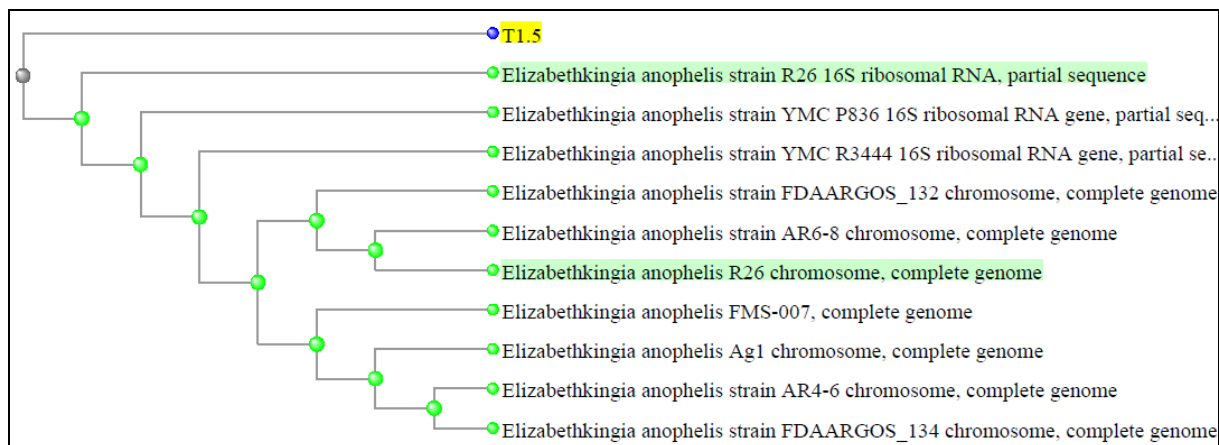 T1.5
Elizabethkingia anophelis strain R26 16S ribosomal RNA, partial sequence
Elizabethkingia anophelis strain YMC P836 16S ribosomal RNA gene, partial seq...
Elizabethkingia anophelis strain YMC R3444 16S ribosomal RNA gene, partial se..
Elizabethkingia anophelis strain FDAARGOS_132 chromosome, complete genome
Elizabethkingia anophelis strain AR6-8 chromosome, complete genome
Elizabethkingia anophelis R26 chromosome, complete genome
Elizabethkingia anophelis FMS-007, complete genome
Elizabethkingia anophelis Ag1 chromosome, complete genome
Elizabethkingia anophelis strain AR4-6 chromosome, complete genome
Elizabethkingia anophelis strain FDAARGOS_134 chromosome, complete genome